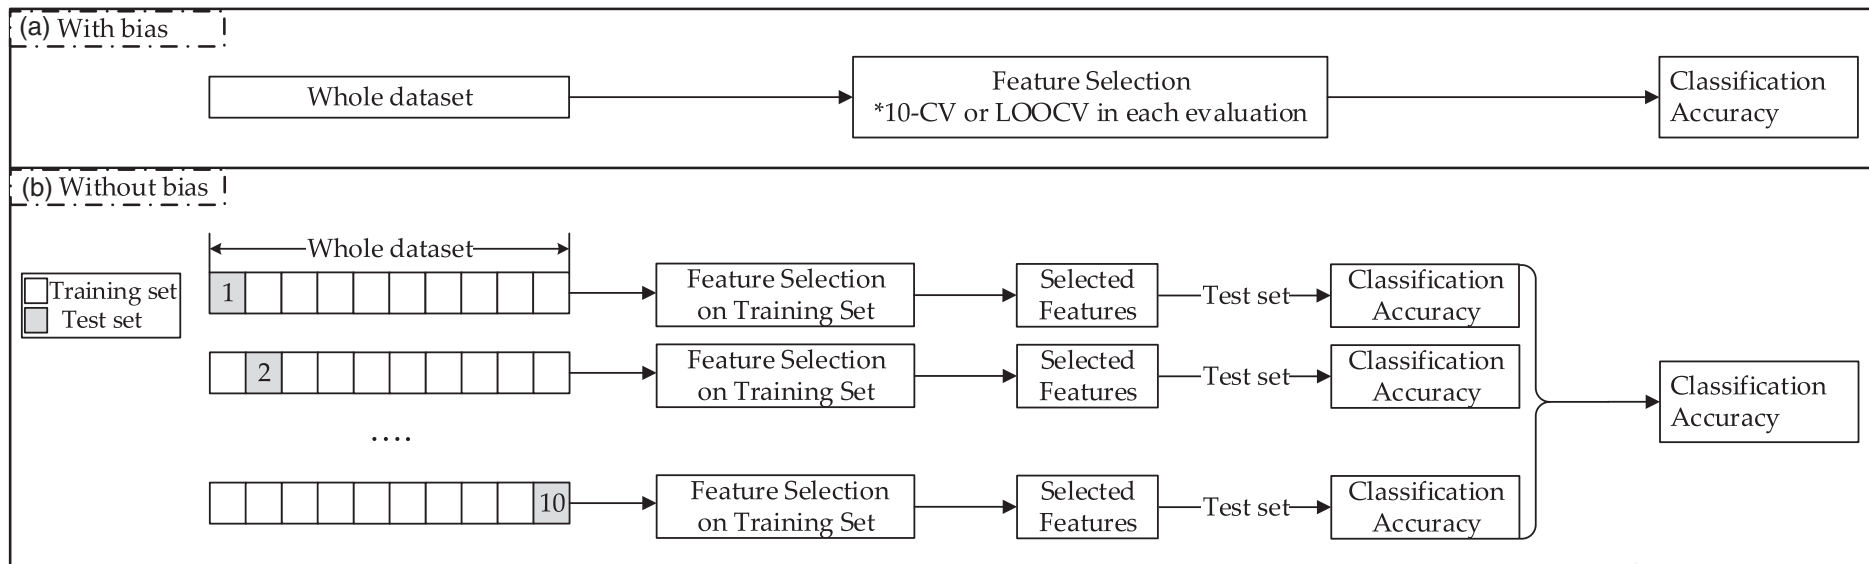 (a) With bias
Whole dataset
Feature Selection
*10-CV or LOOCV in each evaluation
Classification
Accuracy
(b) Without bias
Whole dataset
Training set
Test set
1
Feature Selection
on Training Set
Selected
Features
Test set
Classification
Accuracy
2
Feature Selection
on Training Set
Selected
Features
Test set
Classification
Accuracy
Classification
Accuracy
....
10
Feature Selection
on Training Set
Selected
Features
Test set
Classification
Accuracy